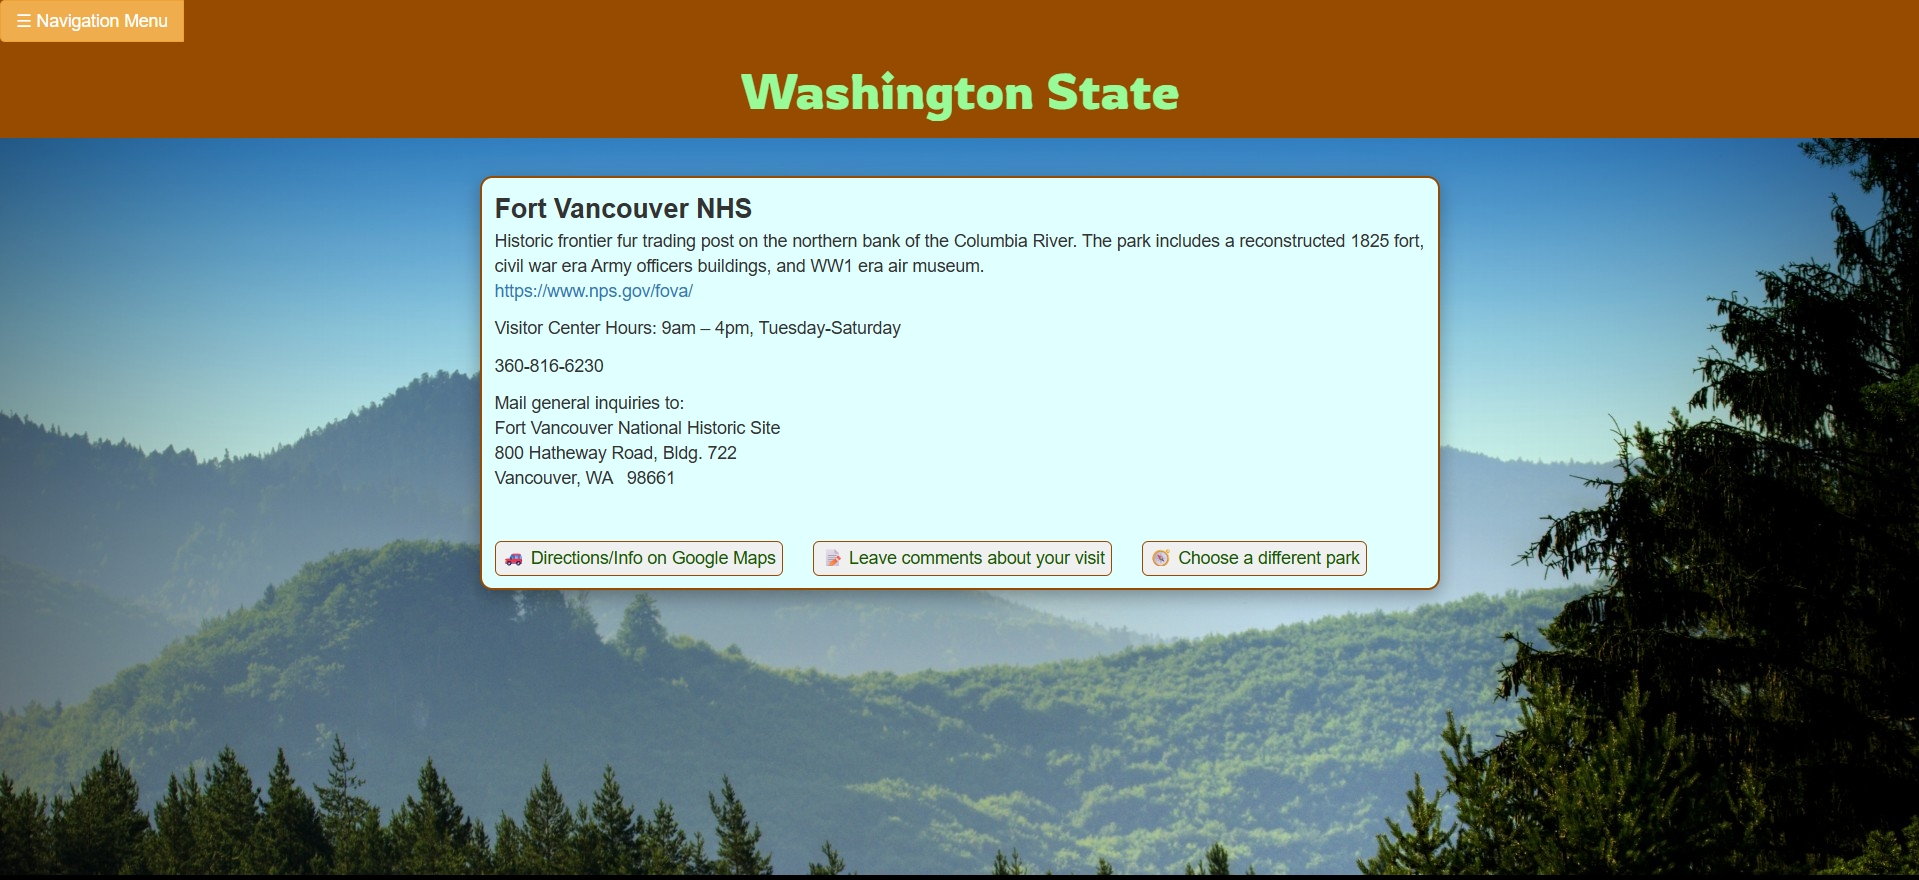 ☰ Navigation Menu
Washington State
Fort Vancouver NHS
Historic frontier fur trading post on the northern bank of the Columbia River. The park includes a reconstructed 1825 fort,
civil war era Army officers buildings, and WW1 era air museum.
https://www.nps.gov/fova/
Visitor Center Hours: 9am – 4pm, Tuesday-Saturday
360-816-6230
Mail general inquiries to:
Fort Vancouver National Historic Site
800 Hatheway Road, Bldg. 722
Vancouver, WA   98661
Directions/Info on Google Maps
Leave comments about your visit
Choose a different park